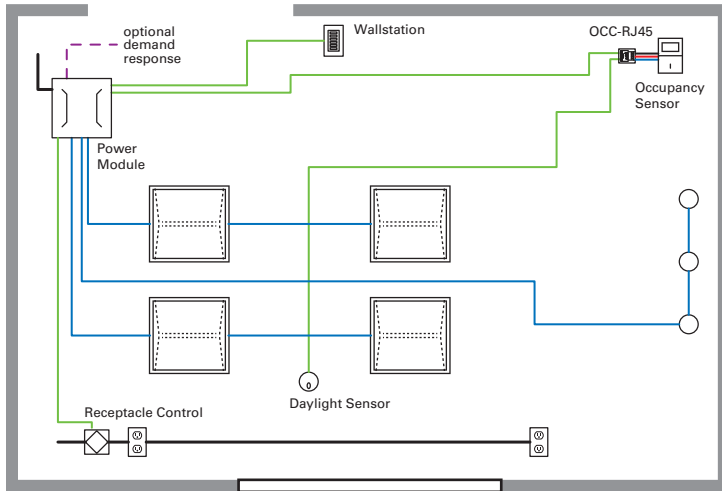 optional
demand
response
Wallstation
OCC-RJ45
Occupancy
Sensor
Power
Module
Daylight Sensor
Receptacle Control